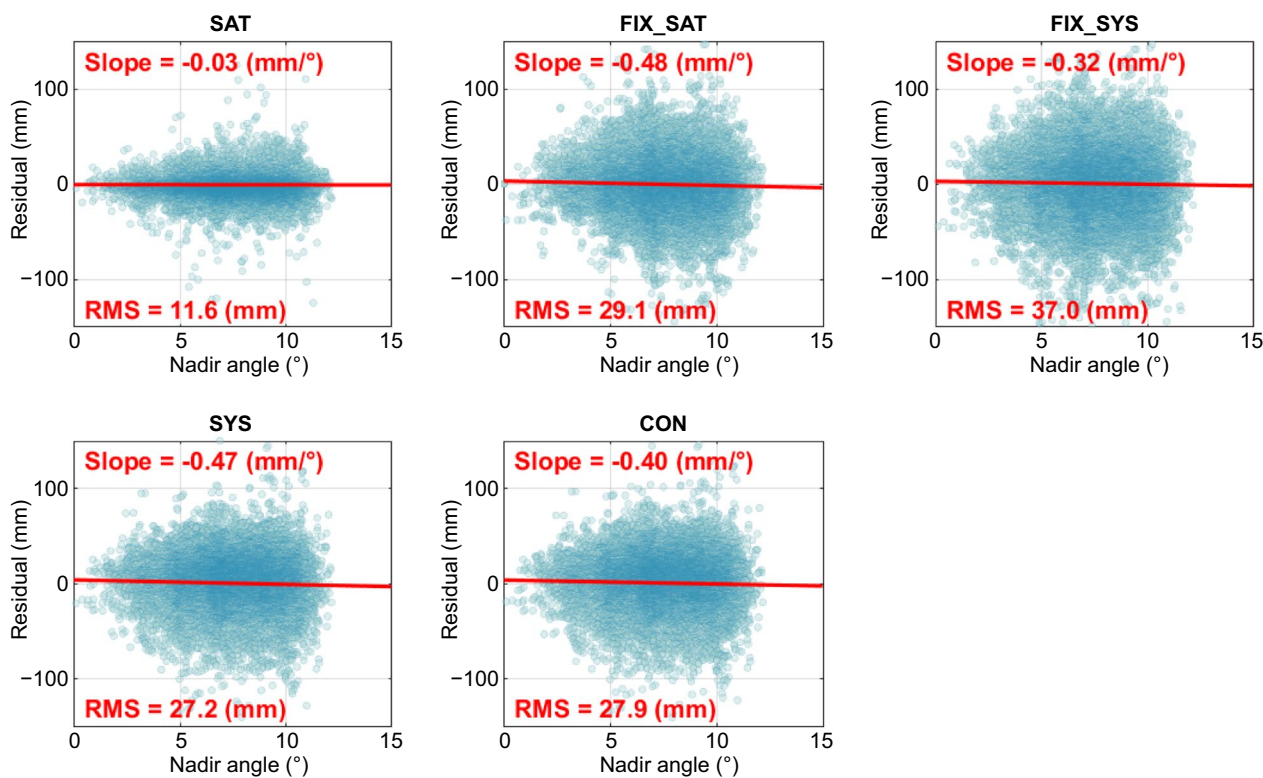 SAT
Slope = -0.03 (mm/°)
RMS = 11.6 (mm)
Residual (mm)
100
0
−100
0 5 10 15
Nadir angle (°)
FIX_SAT
Slope = -0.48 (mm/°)
RMS = 29.1 (mm)
Residual (mm)
100
0
−100
0 5 10 15
Nadir angle (°)
FIX_SYS
Slope = -0.32 (mm/°)
RMS = 37.0 (mm)
Residual (mm)
100
0
−100
0 5 10 15
Nadir angle (°)
SYS
Slope = -0.47 (mm/°)
RMS = 27.2 (mm)
Residual (mm)
100
0
−100
0 5 10 15
Nadir angle (°)
CON
Slope = -0.40 (mm/°)
RMS = 27.9 (mm)
Residual (mm)
100
0
−100
0 5 10 15
Nadir angle (°)